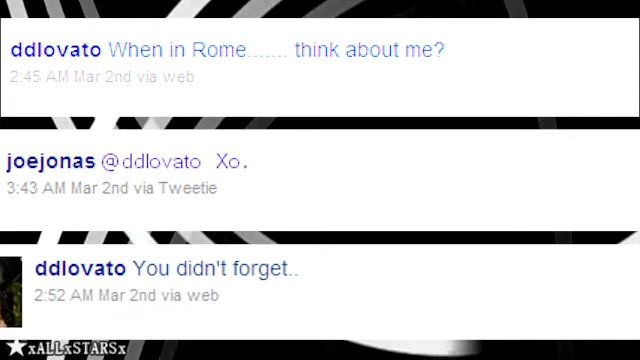 ddlovato When in Rome....... think about me?
2:45 AM Mar 2nd via web
joejonas @ddlovato Xo.
3:43 AM Mar 2nd via Tweetie
ddlovato You didn't forget..
2:52 AM Mar 2nd via web
★xALLxSTARSx